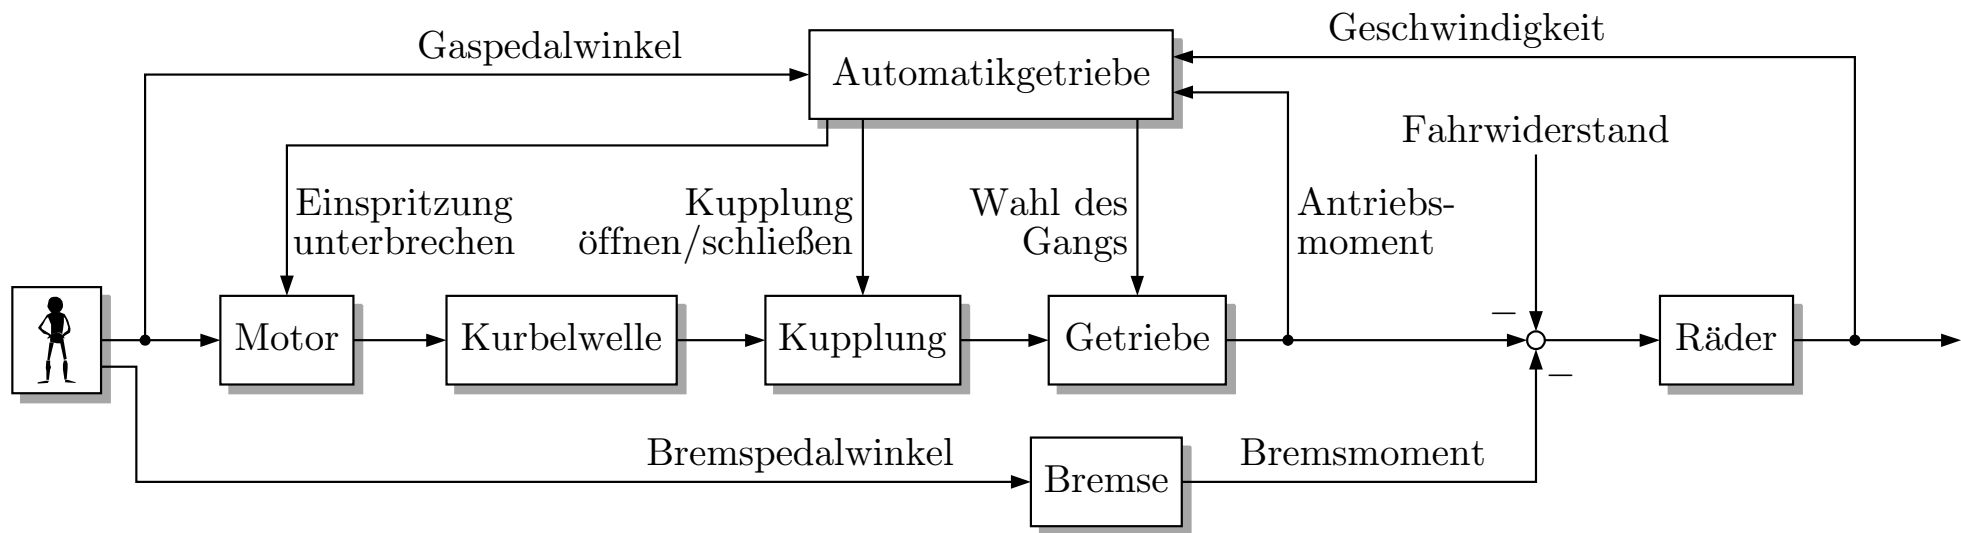 Geschwindigkeit
Gaspedalwinkel
Automatikgetriebe
Fahrwiderstand
Einspritzung
unterbrechen
Kupplung
öffnen/schließen
Wahl des
Gangs
Antriebs-
moment
−
Motor
Kurbelwelle
Kupplung
Getriebe
Räder
−
Bremspedalwinkel
Bremsmoment
Bremse